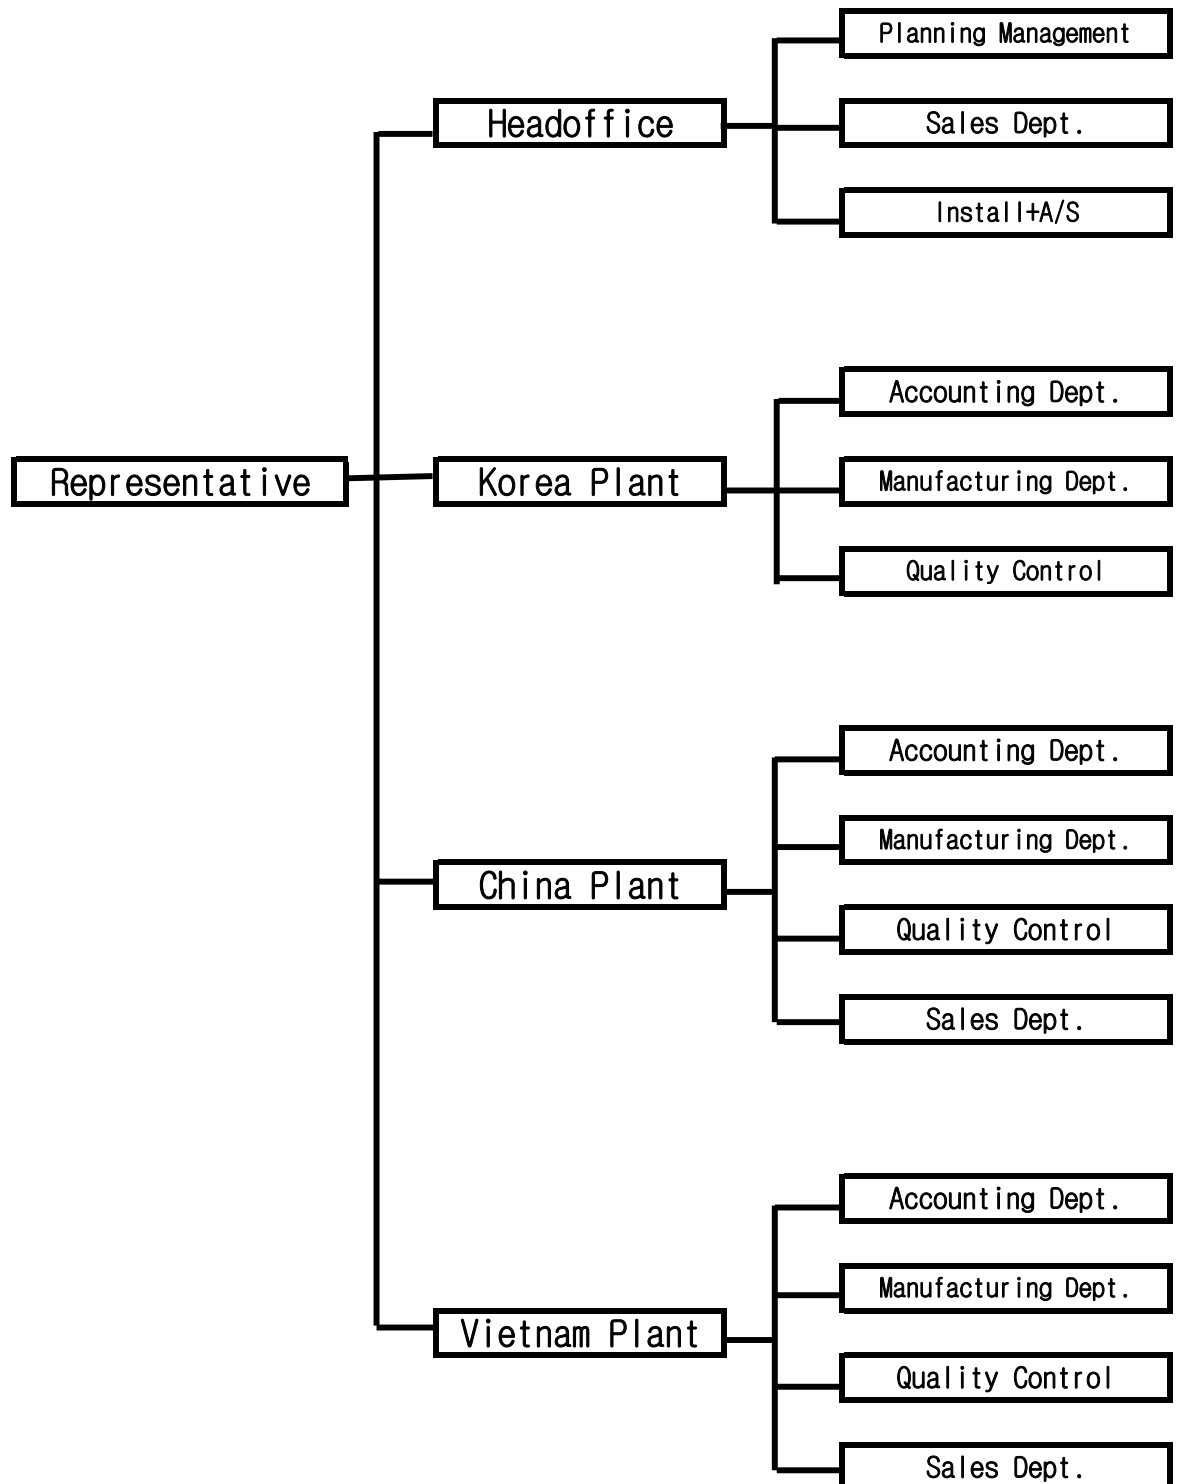 Planning Management
Headoffice
Sales Dept.
Install+A/S
Accounting Dept.
Representative
Korea Plant
Manufacturing Dept.
Quality Control
Accounting Dept.
Manufacturing Dept.
China Plant
Quality Control
Sales Dept.
Accounting Dept.
Manufacturing Dept.
Vietnam Plant
Quality Control
Sales Dept.